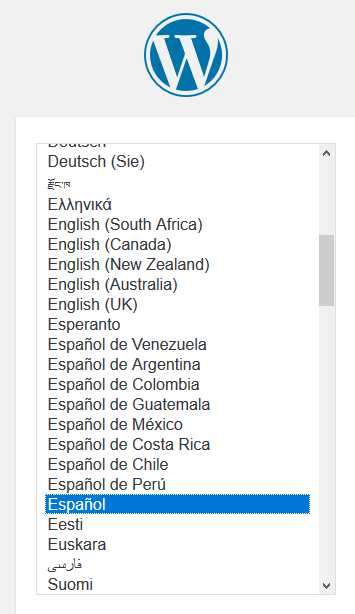 Deutsch
Deutsch (Sie)
རྫོང་ཁ
Ελληνικά
English (South Africa)
English (Canada)
English (New Zealand)
English (Australia)
English (UK)
Esperanto
Español de Venezuela
Español de Argentina
Español de Colombia
Español de Guatemala
Español de México
Español de Costa Rica
Español de Chile
Español de Perú
Español
Eesti
Euskara
فارسی
Suomi